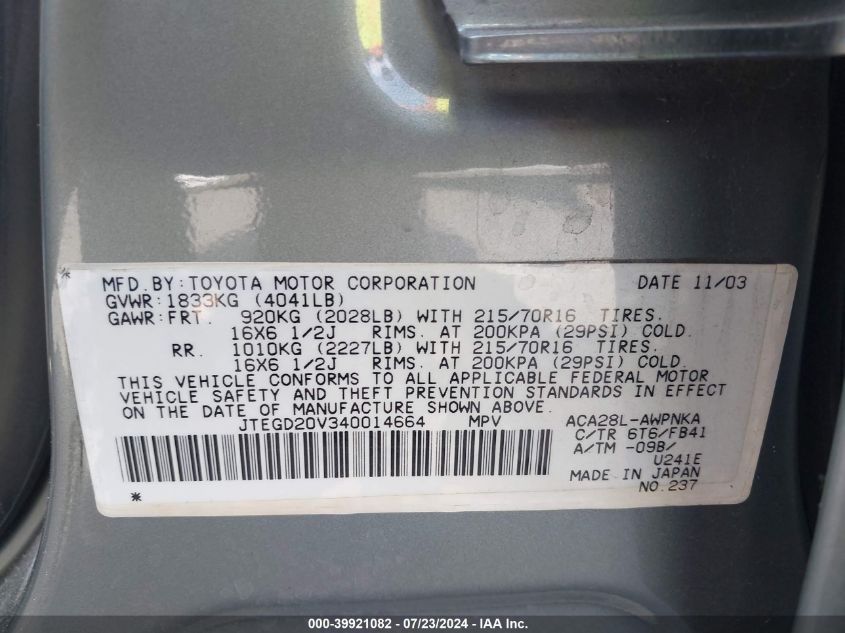 MFD.BY:TOYOTA MOTOR CORPORATION DATE 11/03
GVWR:1833KG (4041LB)
GAWR:FRT. 920KG (2028LB) WITH 215/70R16 TIRES.
16X6 1/2J RIMS. AT 200KPA (29PSI) COLD.
RR. 1010KG (2227LB) WITH 215/70R16 TIRES.
16X6 1/2J RIMS. AT 200KPA (29PSI) COLD.
THIS VEHICLE CONFORMS TO ALL APPLICABLE FEDERAL MOTOR
VEHICLE SAFETY AND THEFT PREVENTION STANDARDS IN EFFECT
ON THE DATE OF MANUFACTURE SHOWN ABOVE.
JTEGD20V340014664 MPV ACA28L-AWPNKA
C/TR 6T6/FB41
A/TM -09B/
U241E
MADE IN JAPAN
NO.237
000-39921082 / 07/23/2024 - IAA Inc.